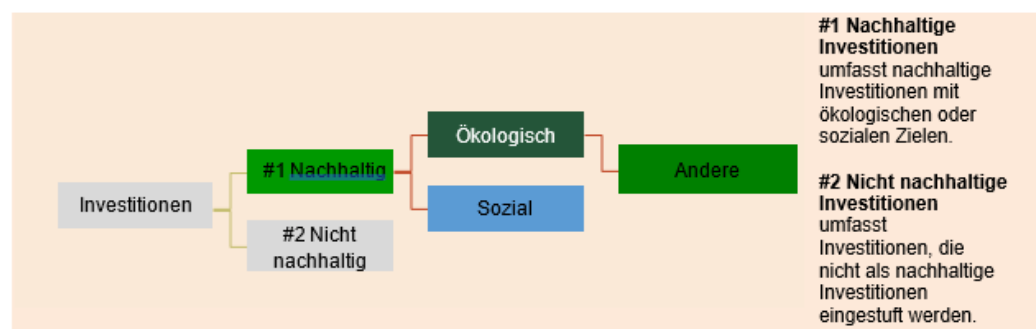 Investitionen
#1 Nachhaltig
#2 Nicht
nachhaltig
Ökologisch
Sozial
Andere
#1 Nachhaltige
Investitionen
umfasst nachhaltige
Investitionen mit
ökologischen oder
sozialen Zielen.
#2 Nicht nachhaltige
Investitionen
umfasst
Investitionen, die
nicht als nachhaltige
Investitionen
eingestuft werden.